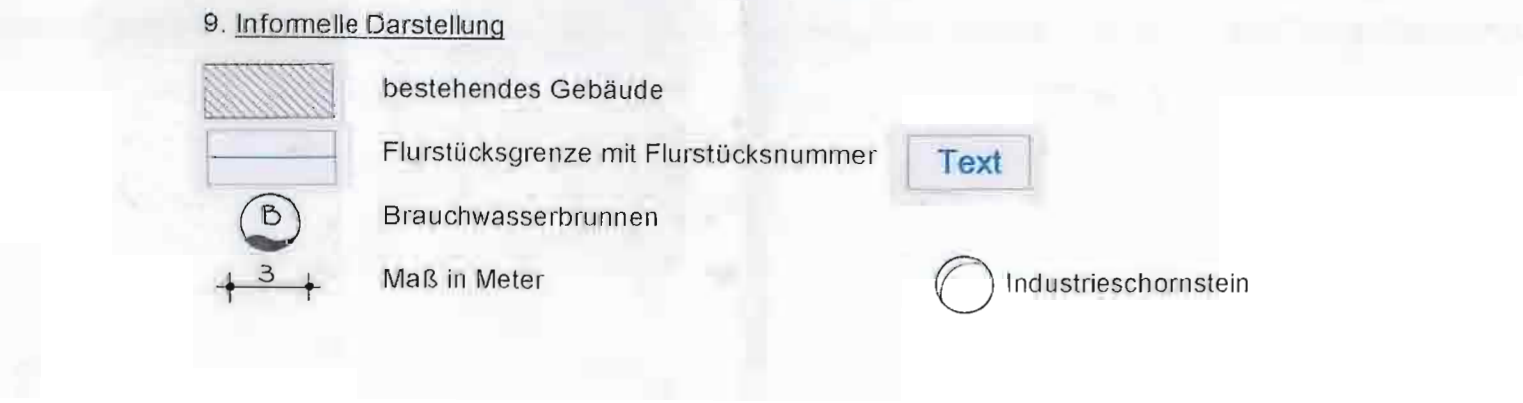 9. Informelle Darstellung
bestehendes Gebäude
Flurstücksgrenze mit Flurstücksnummer Text
B Brauchwasserbrunnen
3 Maß in Meter
Industrieschornstein